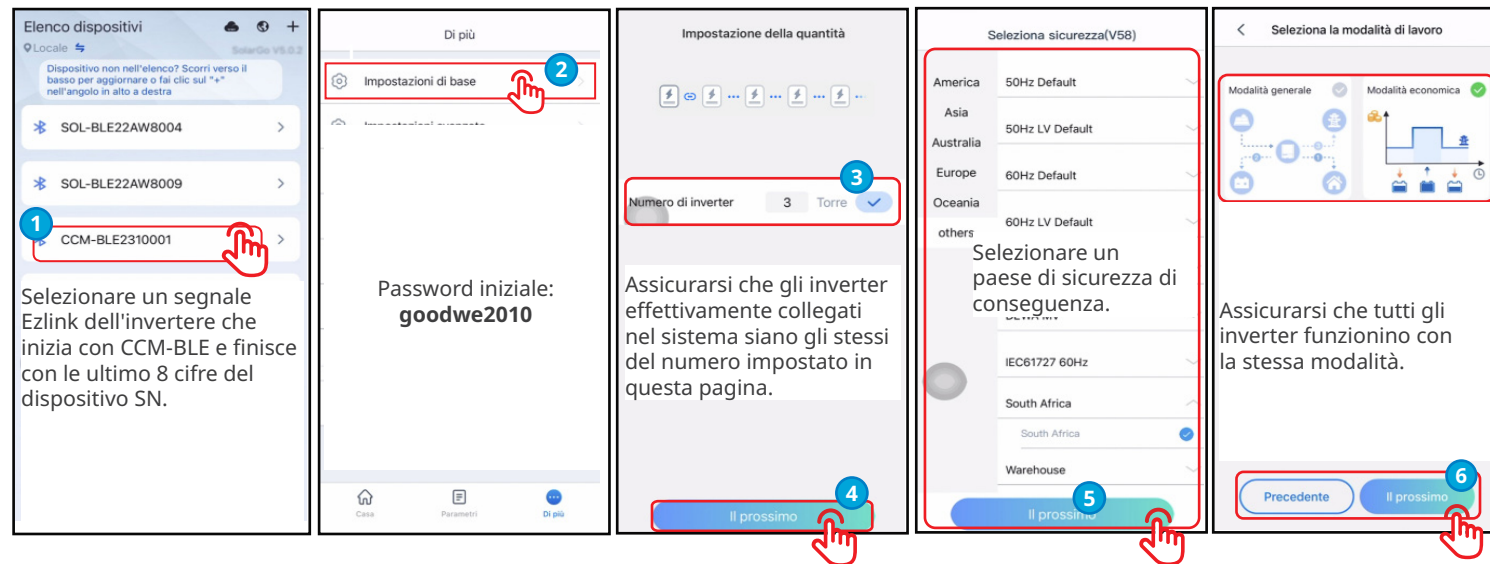 Elenco dispositivi
Locale
SolarGo V5.0.2
Dispositivo non nell'elenco? Scorri verso il
basso per aggiornare o fai clic sul "+"
nell'angolo in alto a destra
SOL-BLE22AW8004
SOL-BLE22AW8009
1
CCM-BLE2310001
Selezionare un segnale
Ezlink dell'invertere che
inizia con CCM-BLE e finisce
con le ultimo 8 cifre del
dispositivo SN.
Di più
Impostazioni di base
2
Impostazioni avanzate
Password iniziale:
goodwe2010
Casa
Parametri
Di più
Impostazione della quantità
3
Numero di inverter 3 Torre
Assicurarsi che gli inverter
effettivamente collegati
nel sistema siano gli stessi
del numero impostato in
questa pagina.
4
Il prossimo
Seleziona sicurezza(V58)
America
Asia
Australia
Europe
Oceania
others
50Hz Default
50Hz LV Default
60Hz Default
60Hz LV Default
Selezionare un
paese di sicurezza di
conseguenza.
DEWA MV
IEC61727 60Hz
South Africa
South Africa
Warehouse
5
Il prossimo
Seleziona la modalità di lavoro
Modalità generale
Modalità economica
Assicurarsi che tutti gli
inverter funzionino con
la stessa modalità.
6
Precedente
Il prossimo